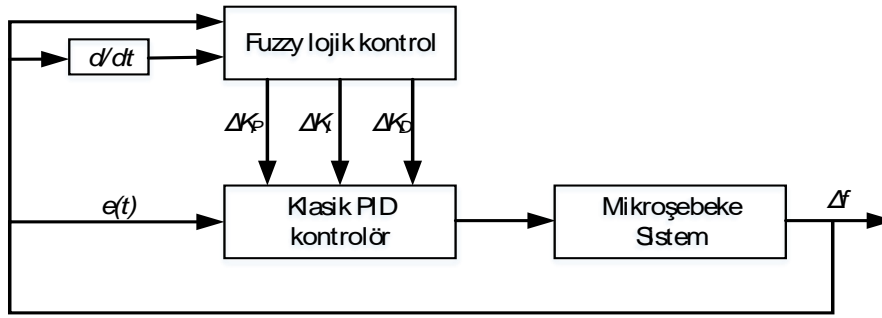 Fuzzy lojik kontrol
d/dt
ΔKP ΔKI ΔKD
e(t)
Klasik PID
kontrolör
Mikroşebeke
Sistem
Δf